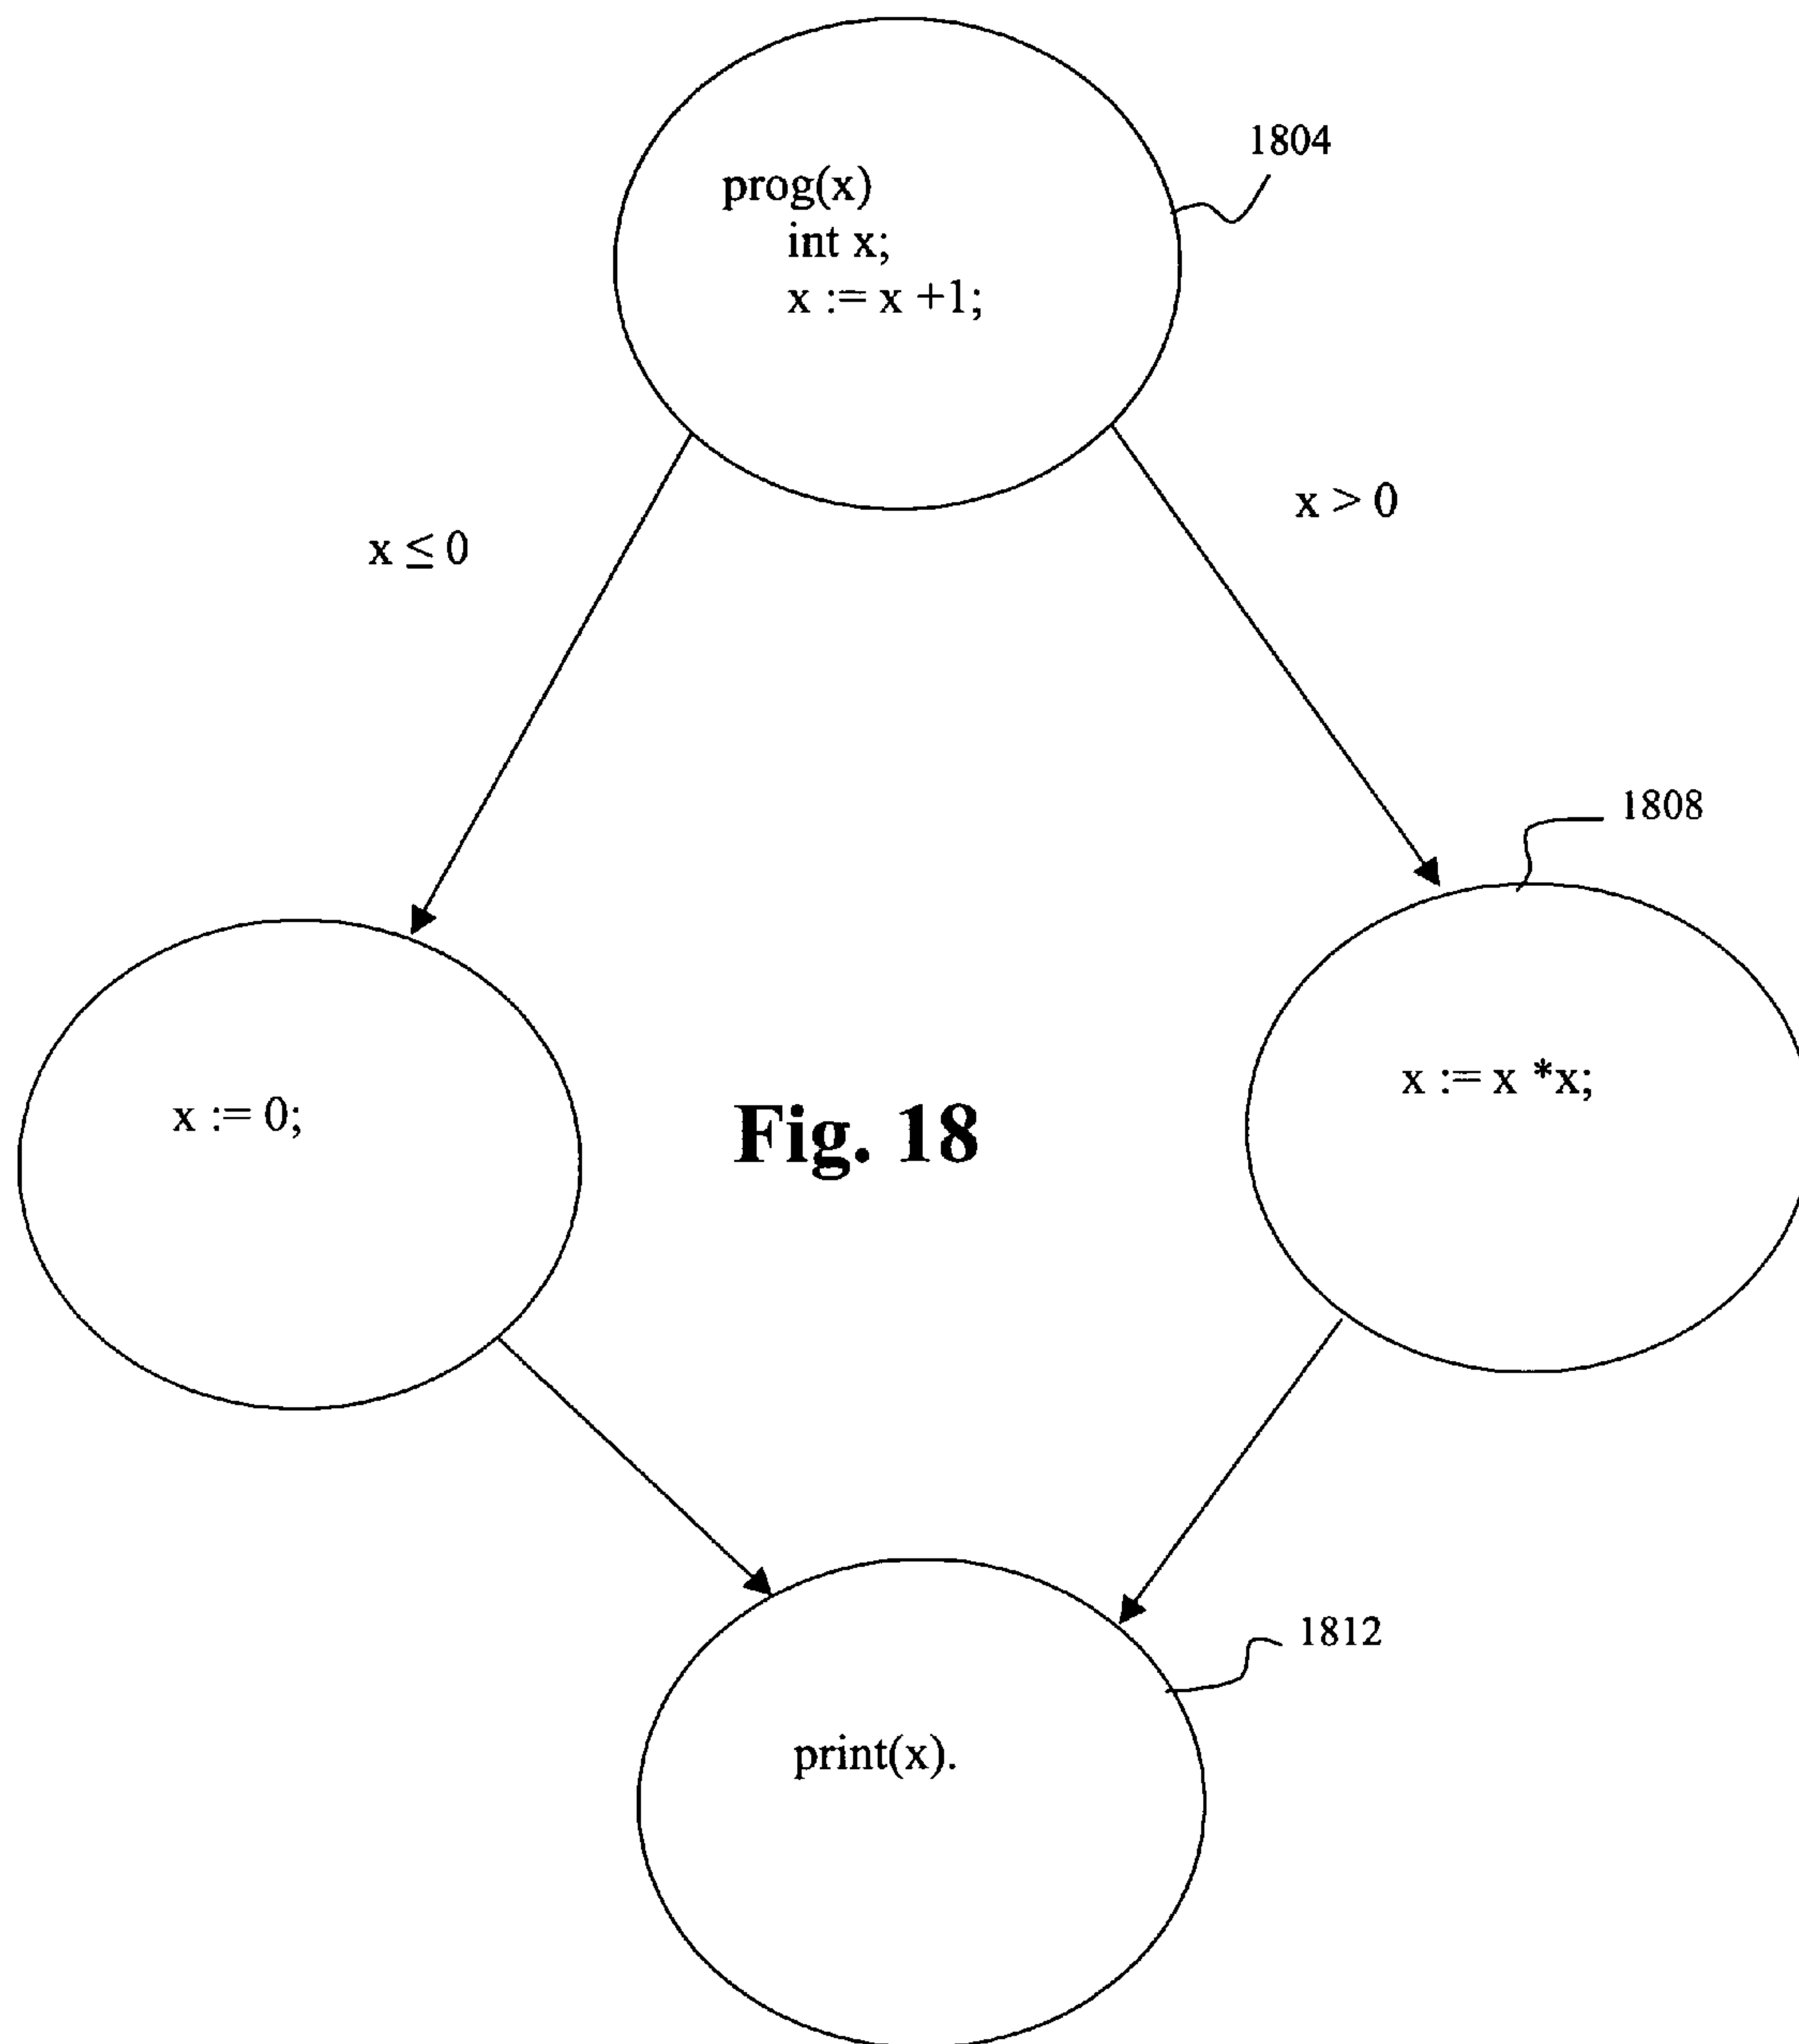 1804
prog(x)
int x;
x := x +1;
x > 0
x ≤ 0
1808
x := x *x;
x := 0;
Fig. 18
1812
print(x).